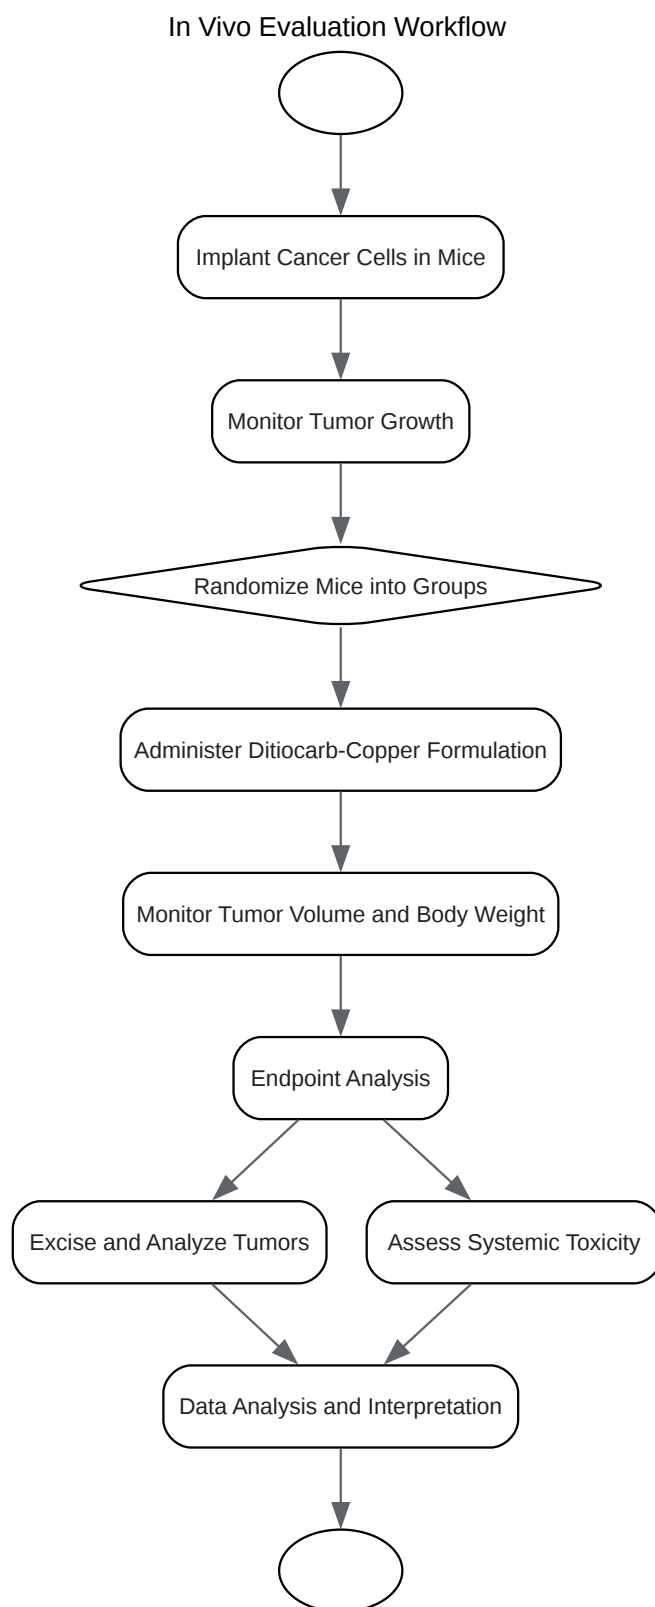 In Vivo Evaluation Workflow
Implant Cancer Cells in Mice
Monitor Tumor Growth
Randomize Mice into Groups
Administer Ditiocarb-Copper Formulation
Monitor Tumor Volume and Body Weight
Endpoint Analysis
Excise and Analyze Tumors
Assess Systemic Toxicity
Data Analysis and Interpretation